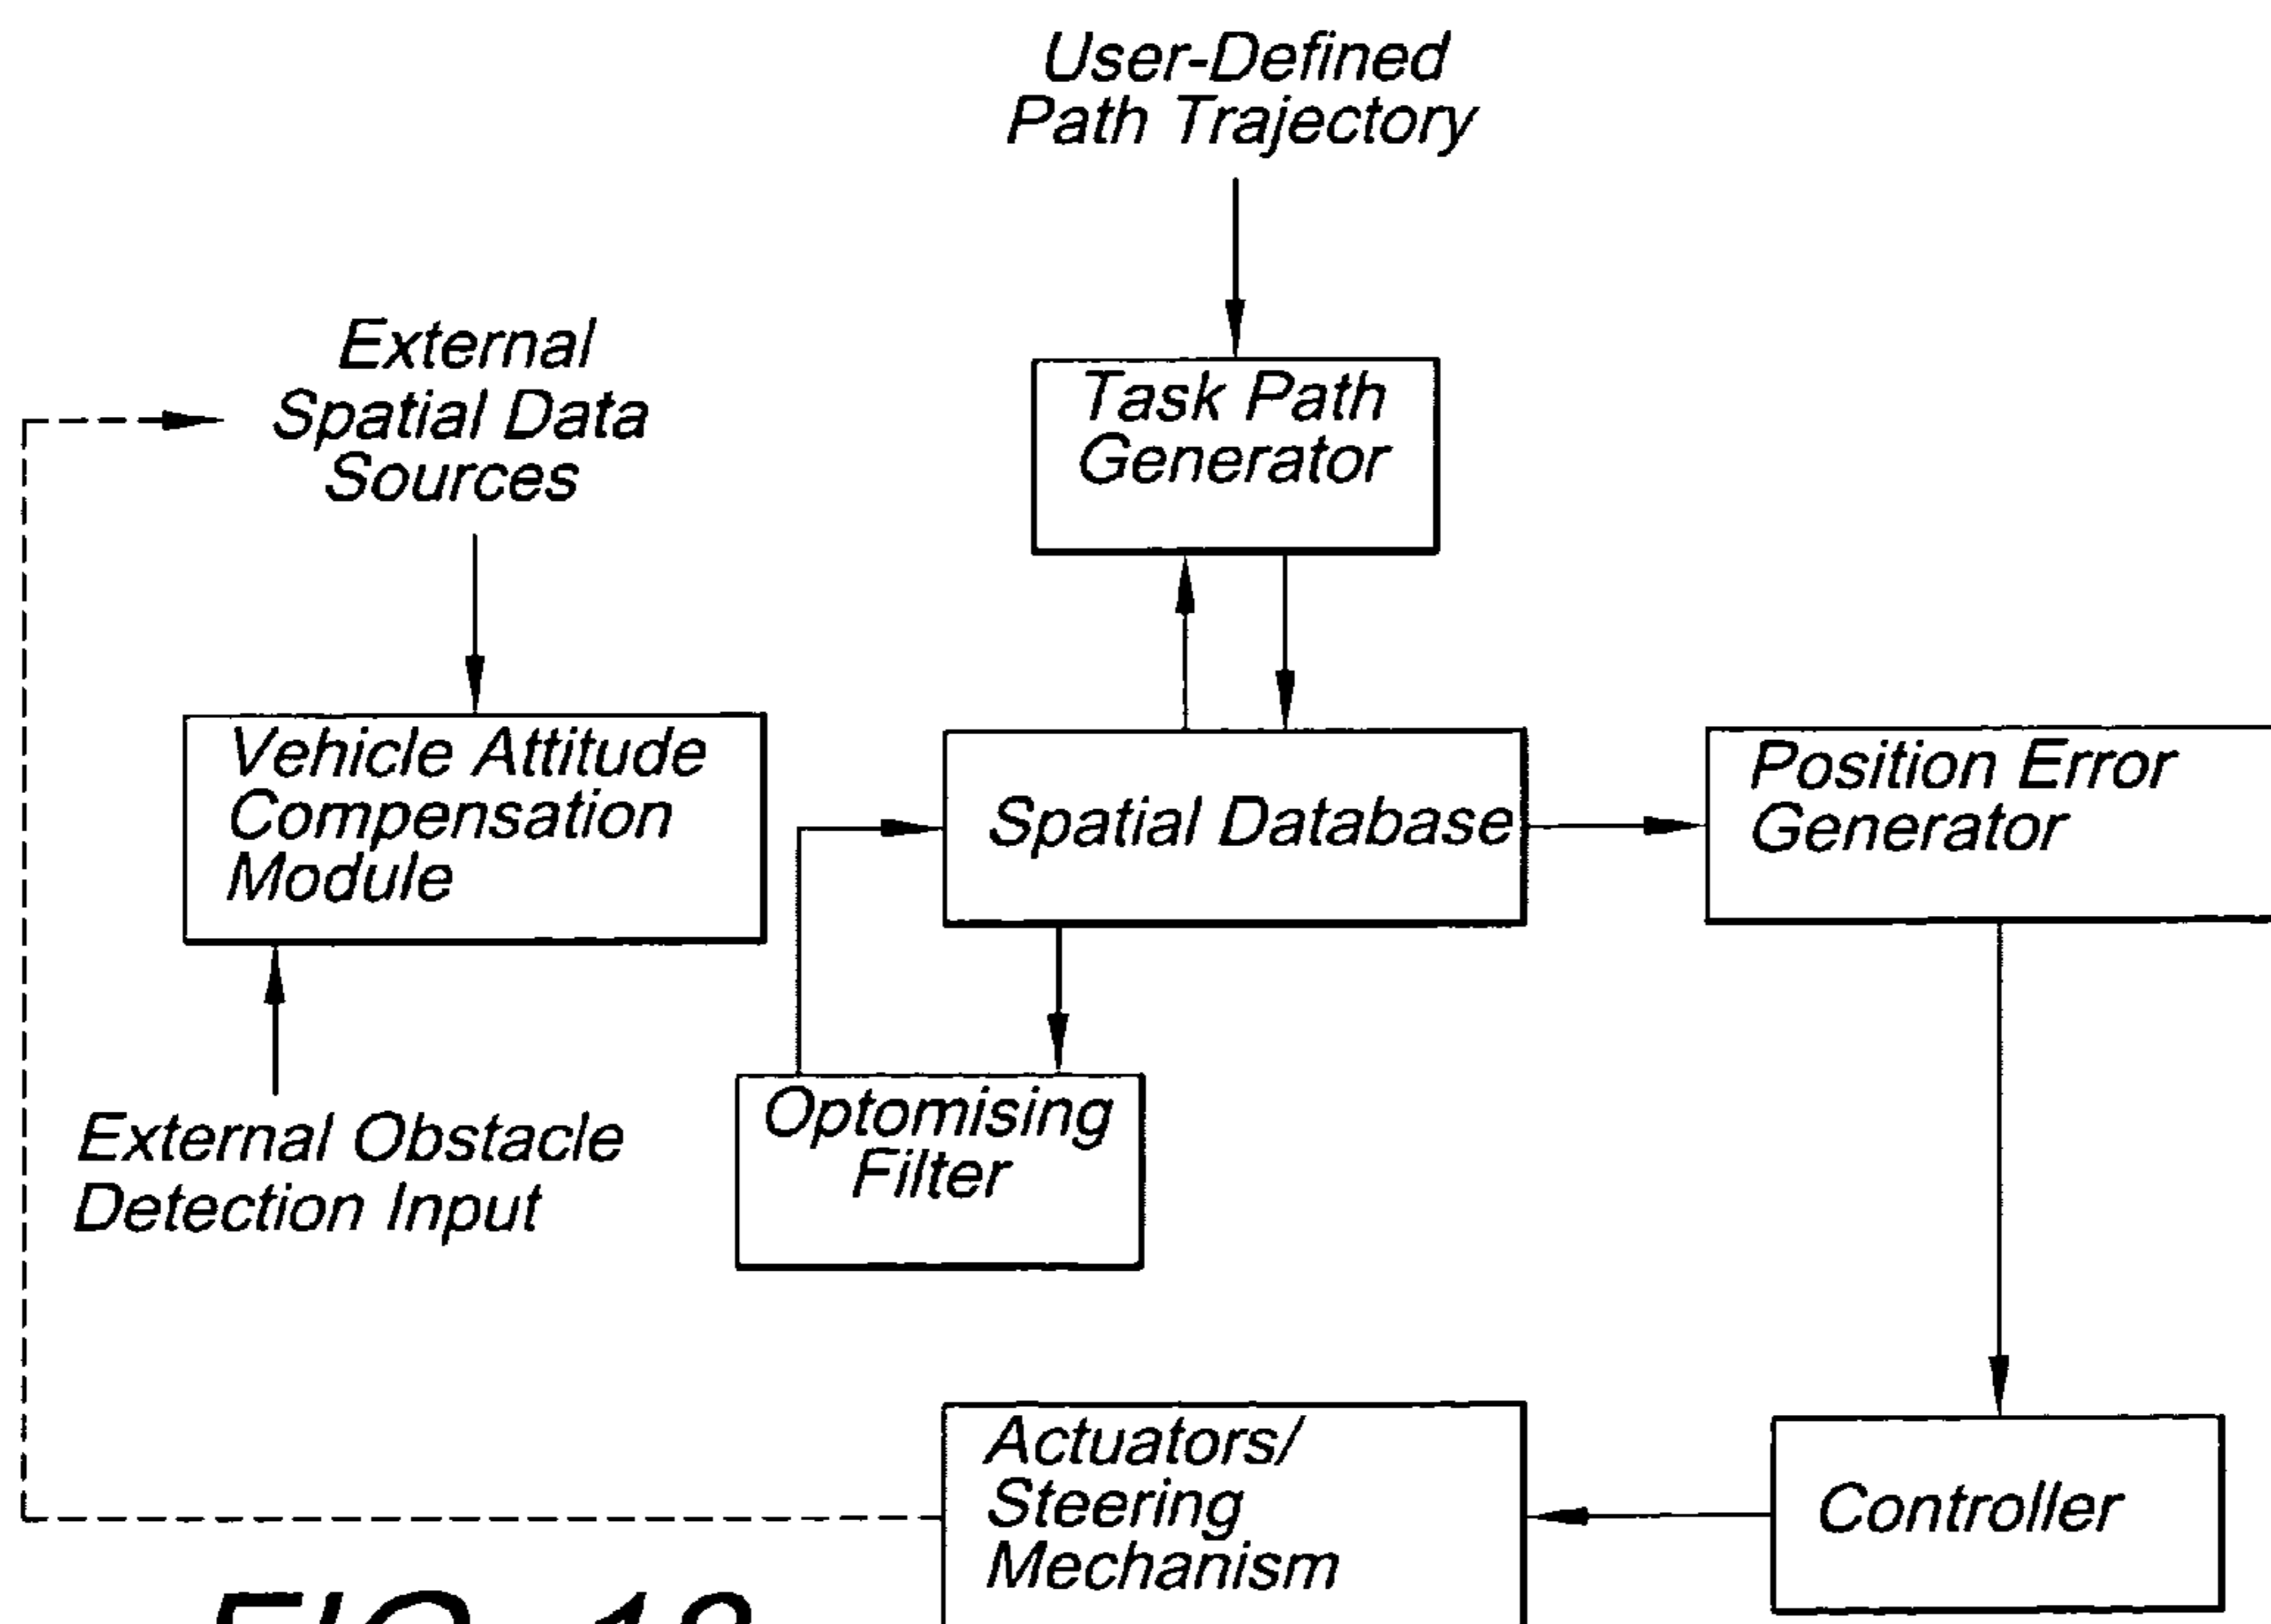 User-Defined
Path Trajectory
External
Spatial Data
Sources
Task Path
Generator
Vehicle Attitude
Compensation
Module
Spatial Database
Position Error
Generator
External Obstacle
Detection Input
Optomising
Filter
Actuators/
Steering
Mechanism
Controller